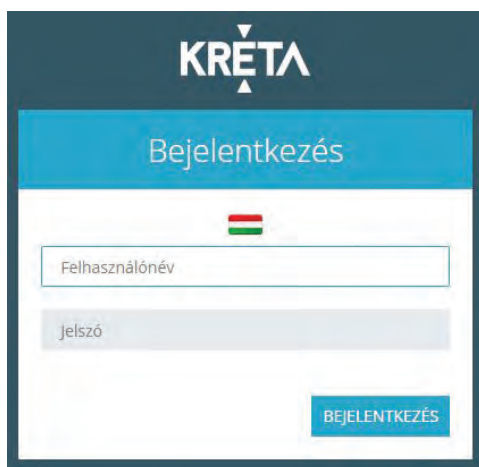 KRÉTA
Bejelentkezés
Felhasználónév
Jelszó
BEJELENTKEZÉS